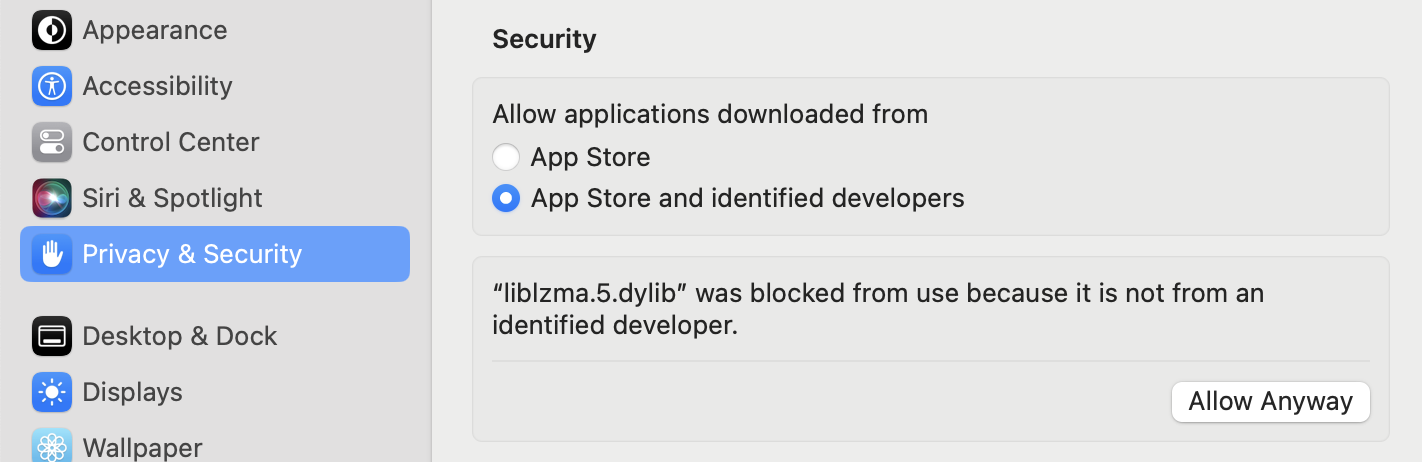 Appearance
Accessibility
Control Center
Siri & Spotlight
Privacy & Security
Desktop & Dock
Displays
Wallpaper
Security
Allow applications downloaded from
App Store
App Store and identified developers
“liblzma.5.dylib” was blocked from use because it is not from an
identified developer.
Allow Anyway